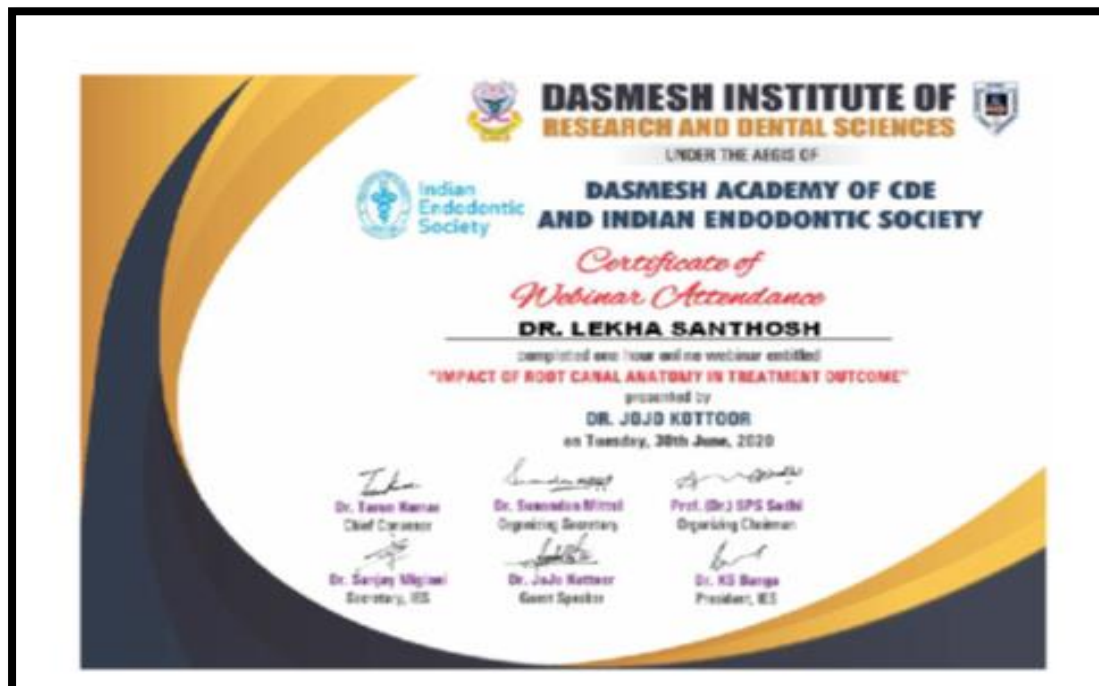 DASMESH INSTITUTE OF
RESEARCH AND DENTAL SCIENCES
UNDER THE AEGIS OF
Indian
Endodontic
Society
DASMESH ACADEMY OF CDE
AND INDIAN ENDODONTIC SOCIETY
Certificate of
Webinar Attendance
DR. LEKHA SANTHOSH
completed one hour online webinar entitled
"IMPACT OF ROOT CANAL ANATOMY IN TREATMENT OUTCOME"
presented by
DR. JOJO KOTTOOR
on Tuesday, 30th June, 2020
Dr. Tarun Kumar
Dr. Sunandan Mittal
Prof. (Dr.) SPS Sodhi
Chief Convenor
Organizing Secretary
Organizing Chairman
Dr. Sanjay Miglani
Dr. JoJo Kottoor
Dr. KS Banga
Secretary, IES
Guest Speaker
President, IES